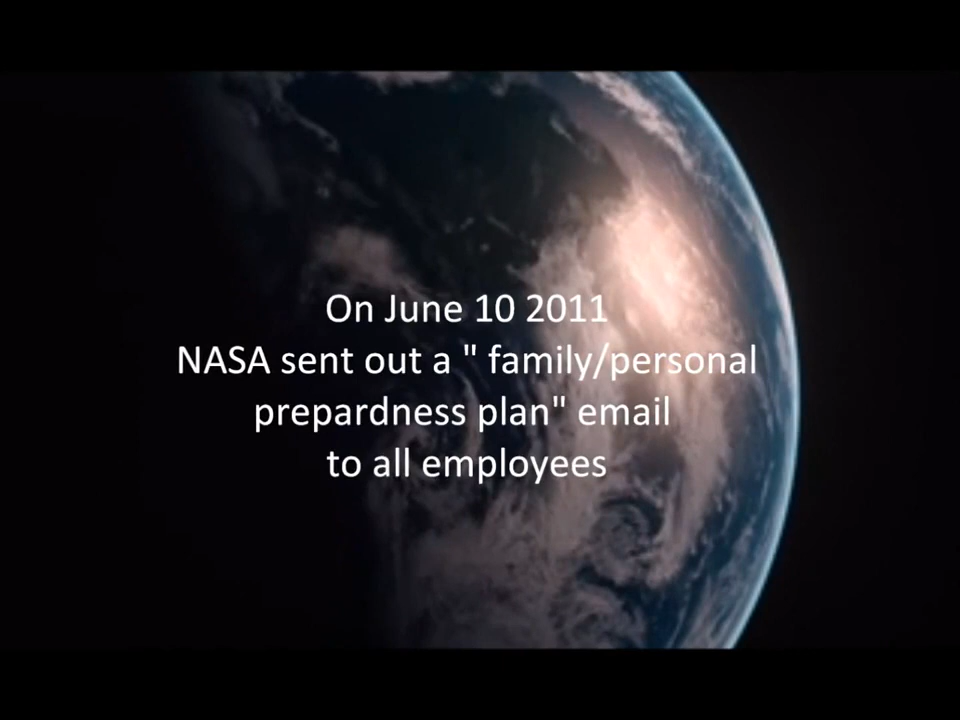 On June 10 2011
NASA sent out a " family/personal
prepardness plan" email
to all employees